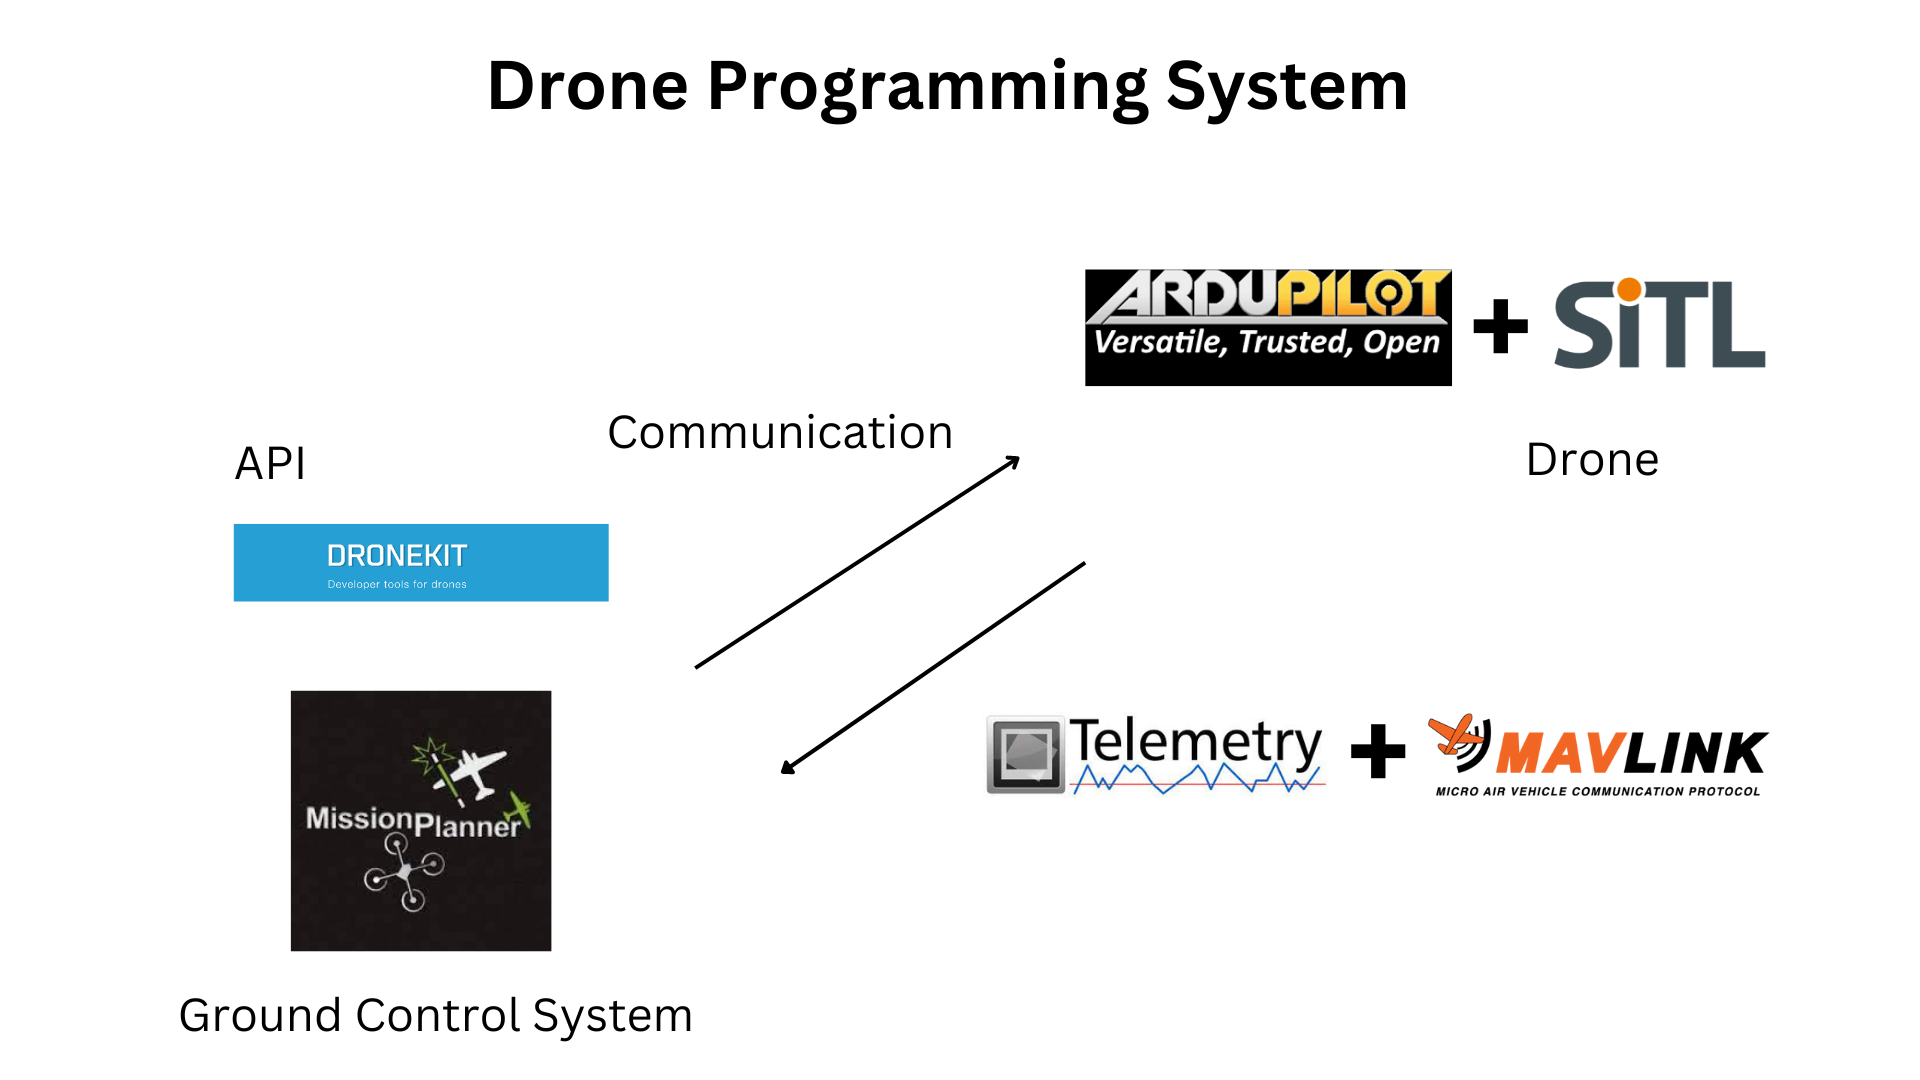 Drone Programming System
ARDUPILOT
Versatile, Trusted, Open
+
SiTL
Communication
API
Drone
DRONEKIT
Developer tools for drones
Telemetry
+
MAVLINK
MICRO AIR VEHICLE COMMUNICATION PROTOCOL
MissionPlanner
Ground Control System